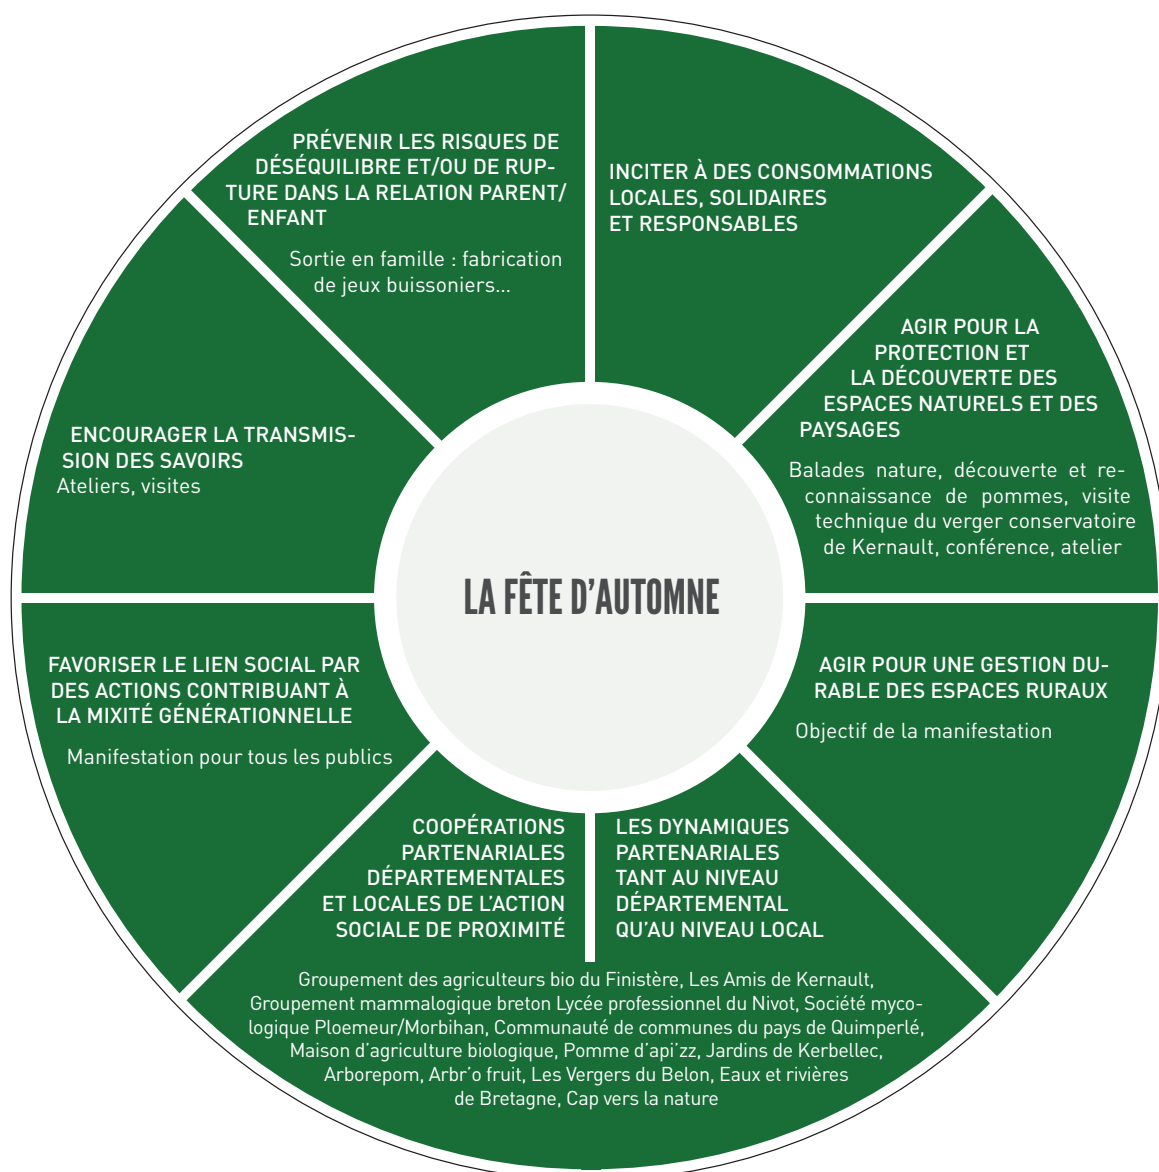 PRÉVENIR LES RISQUES DE
DÉSÉQUILIBRE ET/OU DE RUP-
TURE DANS LA RELATION PARENT/
ENFANT
Sortie en famille : fabrication
de jeux buissoniers...
INCITER À DES CONSOMMATIONS
LOCALES, SOLIDAIRES
ET RESPONSABLES
AGIR POUR LA
PROTECTION ET
LA DÉCOUVERTE DES
ESPACES NATURELS ET DES
PAYSAGES
Balades nature, découverte et re-
connaissance de pommes, visite
technique du verger conservatoire
de Kernault, conférence, atelier
ENCOURAGER LA TRANSMIS-
SION DES SAVOIRS
Ateliers, visites
LA FÊTE D'AUTOMNE
FAVORISER LE LIEN SOCIAL PAR
DES ACTIONS CONTRIBUANT À
LA MIXITÉ GÉNÉRATIONNELLE
Manifestation pour tous les publics
AGIR POUR UNE GESTION DU-
RABLE DES ESPACES RURAUX
Objectif de la manifestation
COOPÉRATIONS
PARTENARIALES
DÉPARTEMENTALES
ET LOCALES DE L'ACTION
SOCIALE DE PROXIMITÉ
LES DYNAMIQUES
PARTENARIALES
TANT AU NIVEAU
DÉPARTEMENTAL
QU'AU NIVEAU LOCAL
Groupement des agriculteurs bio du Finistère, Les Amis de Kernault,
Groupement mammalogique breton Lycée professionnel du Nivot, Société myco-
logique Ploemeur/Morbihan, Communauté de communes du pays de Quimperlé,
Maison d'agriculture biologique, Pomme d'api'zz, Jardins de Kerbellec,
Arborepom, Arbr'o fruit, Les Vergers du Belon, Eaux et rivières
de Bretagne, Cap vers la nature